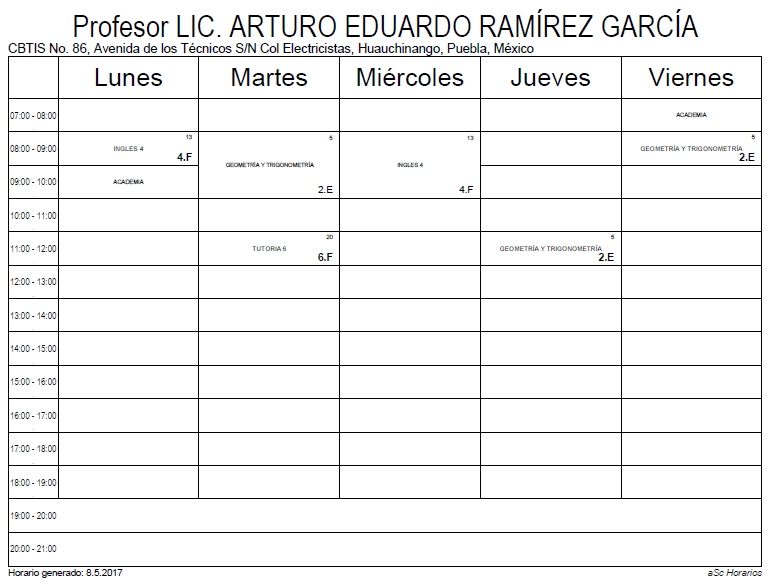 Profesor LIC. ARTURO EDUARDO RAMÍREZ GARCÍA
CBTIS No. 86, Avenida de los Técnicos S/N Col Electricistas, Huauchinango, Puebla, México
Lunes Martes Miércoles Jueves Viernes
07:00 - 08:00 ACADEMIA
08:00 - 09:00 13 5 13 5
INGLES 4 GEOMETRÍA Y TRIGONOMETRÍA
4.F 2.E
GEOMETRÍA Y TRIGONOMETRÍA INGLES 4
09:00 - 10:00 ACADEMIA
2.E 4.F
10:00 - 11:00
11:00 - 12:00 20 5
TUTORIA 6 GEOMETRÍA Y TRIGONOMETRÍA
6.F 2.E
12:00 - 13:00
13:00 - 14:00
14:00 - 15:00
15:00 - 16:00
16:00 - 17:00
17:00 - 18:00
18:00 - 19:00
19:00 - 20:00
20:00 - 21:00
Horario generado: 8.5.2017 aSc Horarios